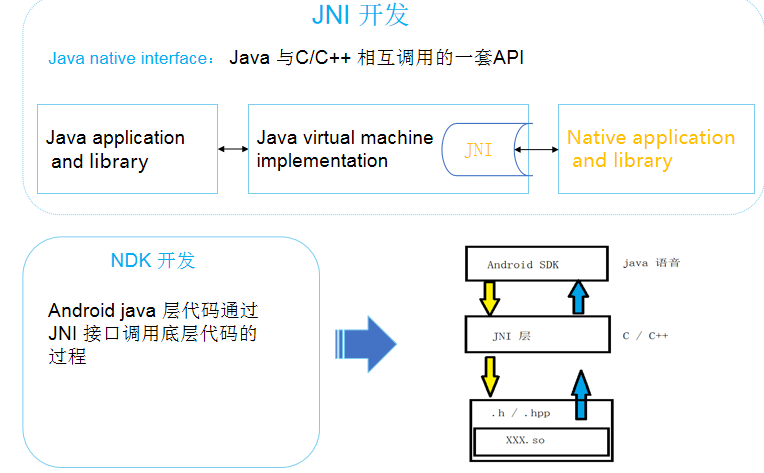 JNI 开发
Java native interface： Java 与C/C++ 相互调用的一套API
Java application
and library
Java virtual machine
implementation
JNI
Native application
and library
NDK 开发
Android java 层代码通过
JNI 接口调用底层代码的
过程
Android SDK
java 语音
JNI 层
C / C++
.h / .hpp
XXX.so